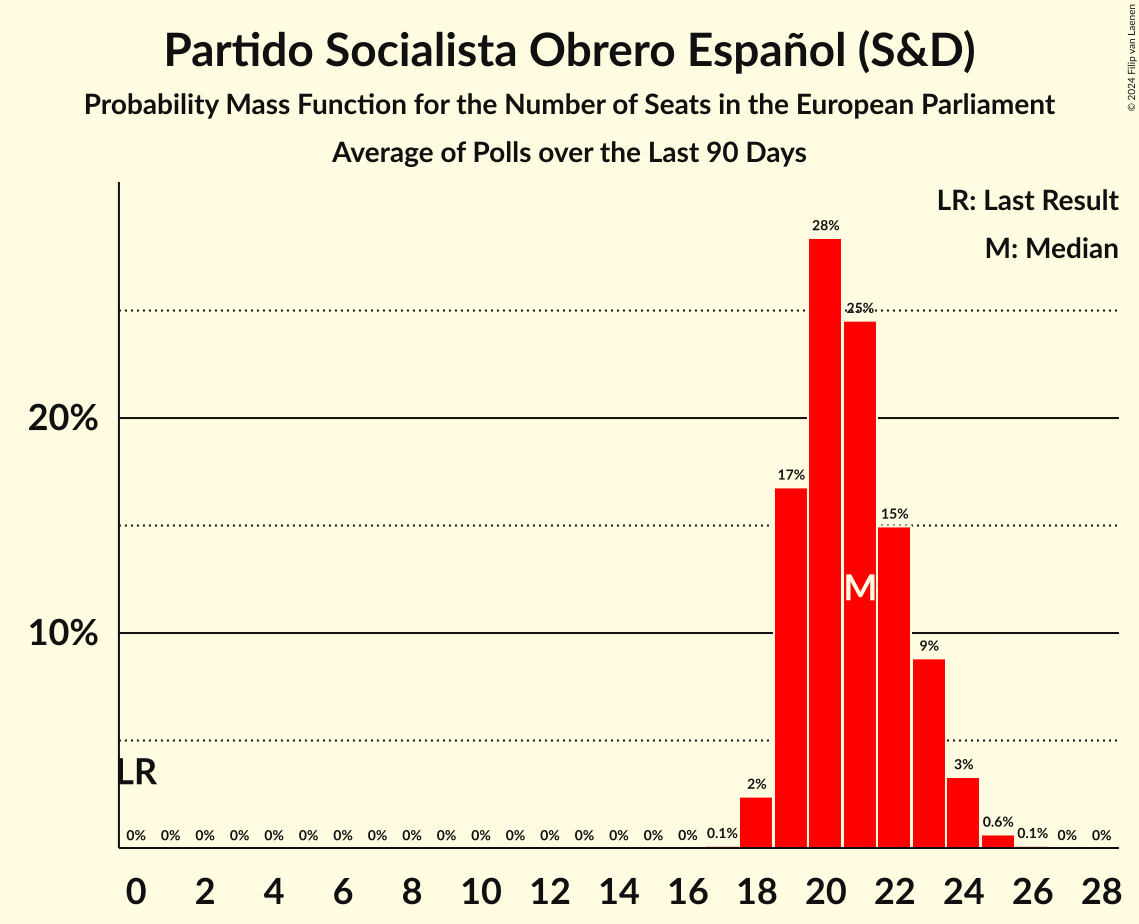 Partido Socialista Obrero Español (S&D)
Probability Mass Function for the Number of Seats in the European Parliament
Average of Polls over the Last 90 Days
© 2024 Filip van Laenen
LR: Last Result
M: Median
28%
25%
20%
17%
15%
M
10%
9%
LR
3%
2%
0% 0% 0% 0% 0% 0% 0% 0% 0% 0% 0% 0% 0% 0% 0% 0% 0% 0.1% 0.6% 0.1% 0% 0%
0 2 4 6 8 10 12 14 16 18 20 22 24 26 28